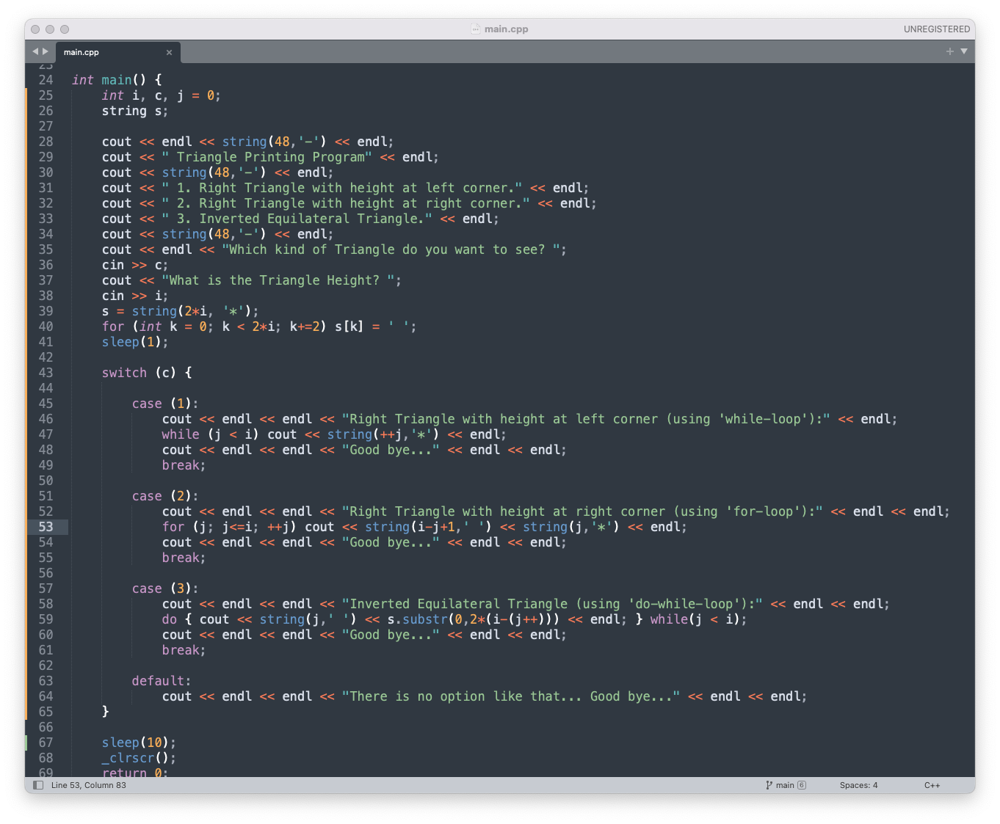 main.cpp
UNREGISTERED
main.cpp ×
23
24 int main() {
25     int i, c, j = 0;
26     string s;
27
28     cout << endl << string(48,'-') << endl;
29     cout << " Triangle Printing Program" << endl;
30     cout << string(48,'-') << endl;
31     cout << " 1. Right Triangle with height at left corner." << endl;
32     cout << " 2. Right Triangle with height at right corner." << endl;
33     cout << " 3. Inverted Equilateral Triangle." << endl;
34     cout << string(48,'-') << endl;
35     cout << endl << "Which kind of Triangle do you want to see? ";
36     cin >> c;
37     cout << "What is the Triangle Height? ";
38     cin >> i;
39     s = string(2*i, '*');
40     for (int k = 0; k < 2*i; k+=2) s[k] = ' ';
41     sleep(1);
42
43     switch (c) {
44
45         case (1):
46             cout << endl << endl << "Right Triangle with height at left corner (using 'while-loop'):" << endl;
47             while (j < i) cout << string(++j,'*') << endl;
48             cout << endl << endl << "Good bye..." << endl << endl;
49             break;
50
51         case (2):
52             cout << endl << endl << "Right Triangle with height at right corner (using 'for-loop'):" << endl << endl;
53             for (j; j<=i; ++j) cout << string(i-j+1,' ') << string(j,'*') << endl;
54             cout << endl << endl << "Good bye..." << endl << endl;
55             break;
56
57         case (3):
58             cout << endl << endl << "Inverted Equilateral Triangle (using 'do-while-loop'):" << endl << endl;
59             do { cout << string(j,' ') << s.substr(0,2*(i-(j++))) << endl; } while(j < i);
60             cout << endl << endl << "Good bye..." << endl << endl;
61             break;
62
63         default:
64             cout << endl << endl << "There is no option like that... Good bye..." << endl << endl;
65     }
66
67     sleep(10);
68     _clrscr();
69     return 0;
Line 53, Column 83
main 6
Spaces: 4
C++